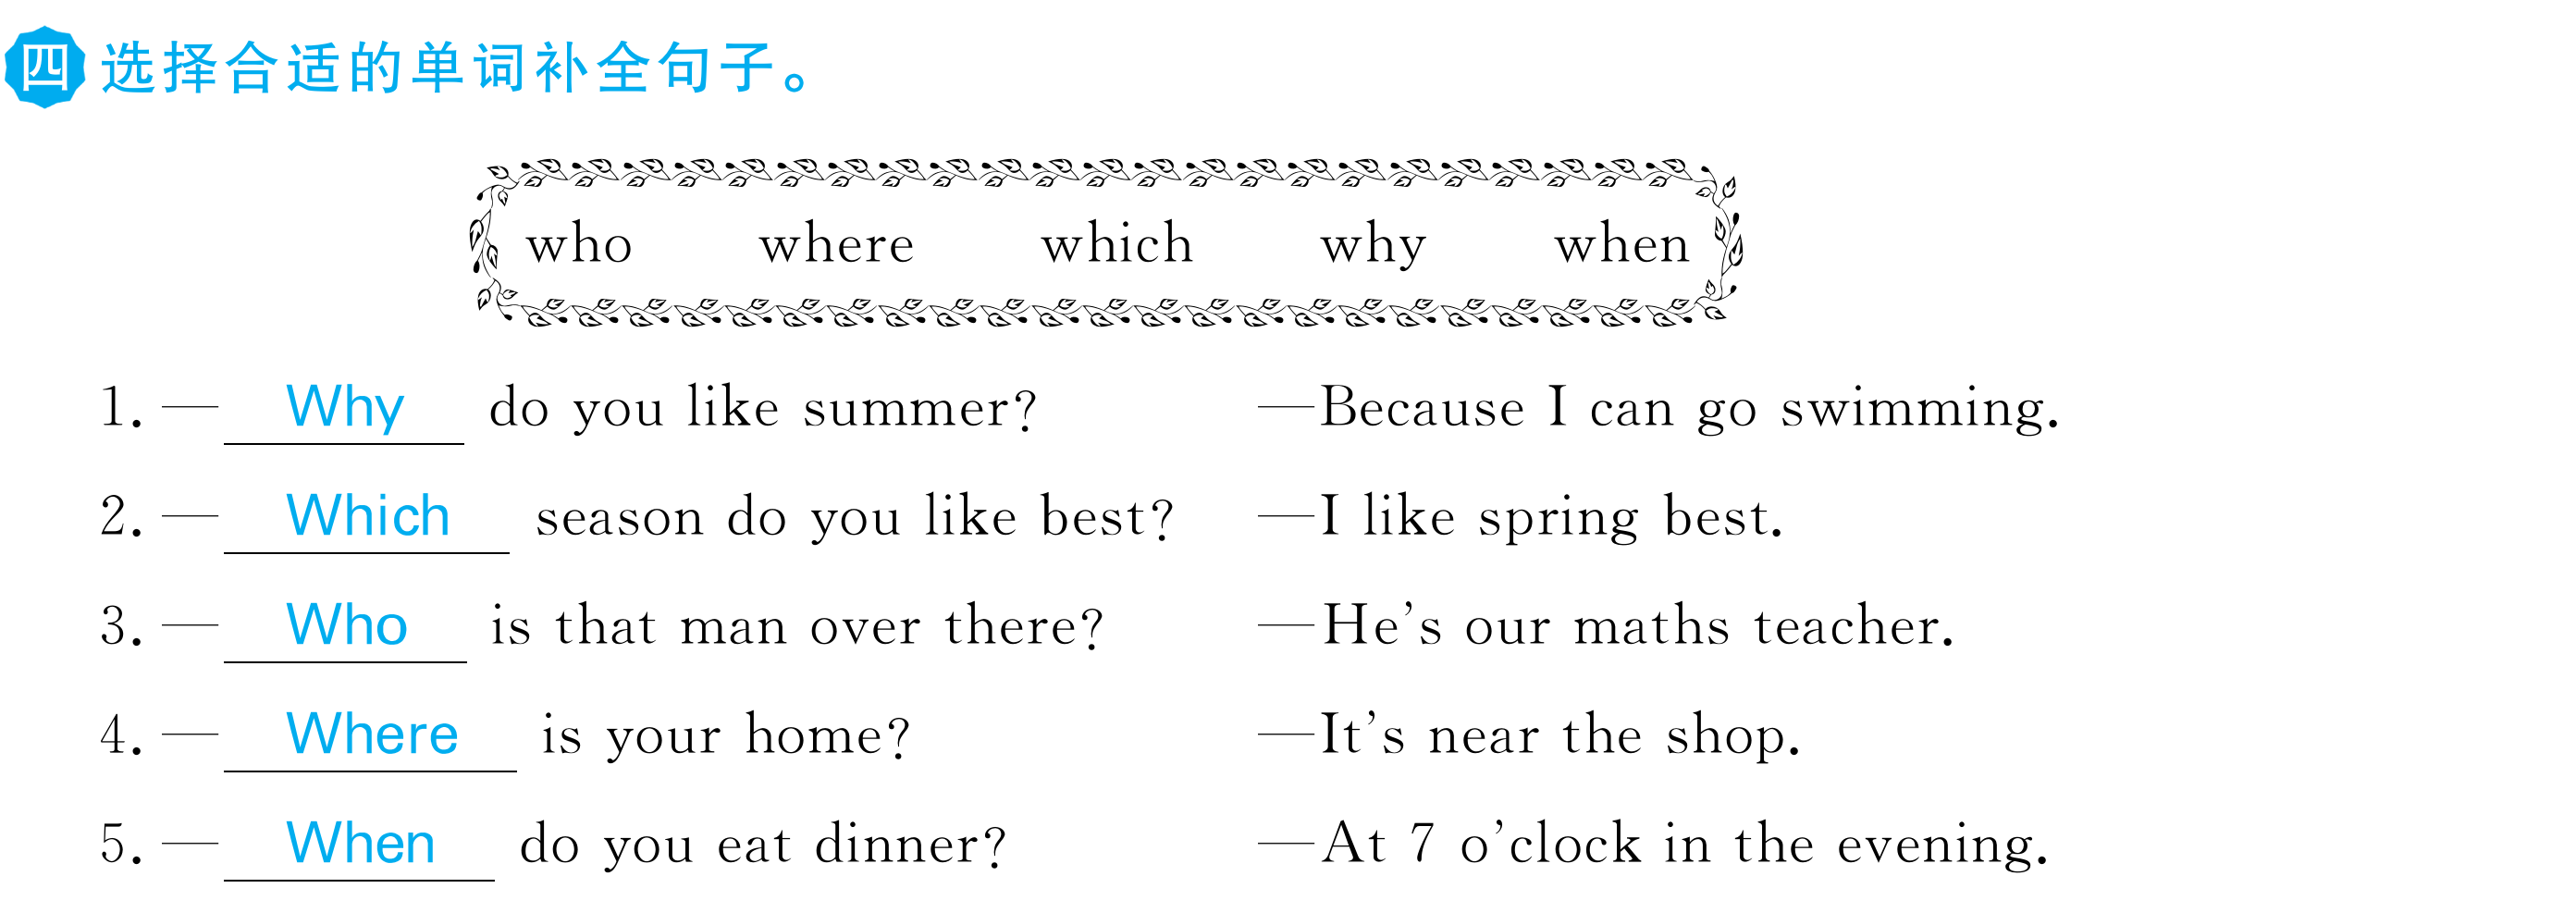 四 选择合适的单词补全句子。
who where which why when
1. — Why do you like summer? —Because I can go swimming.
2. — Which season do you like best? —I like spring best.
3. — Who is that man over there? —He’s our maths teacher.
4. — Where is your home? —It’s near the shop.
5. — When do you eat dinner? —At 7 o’clock in the evening.